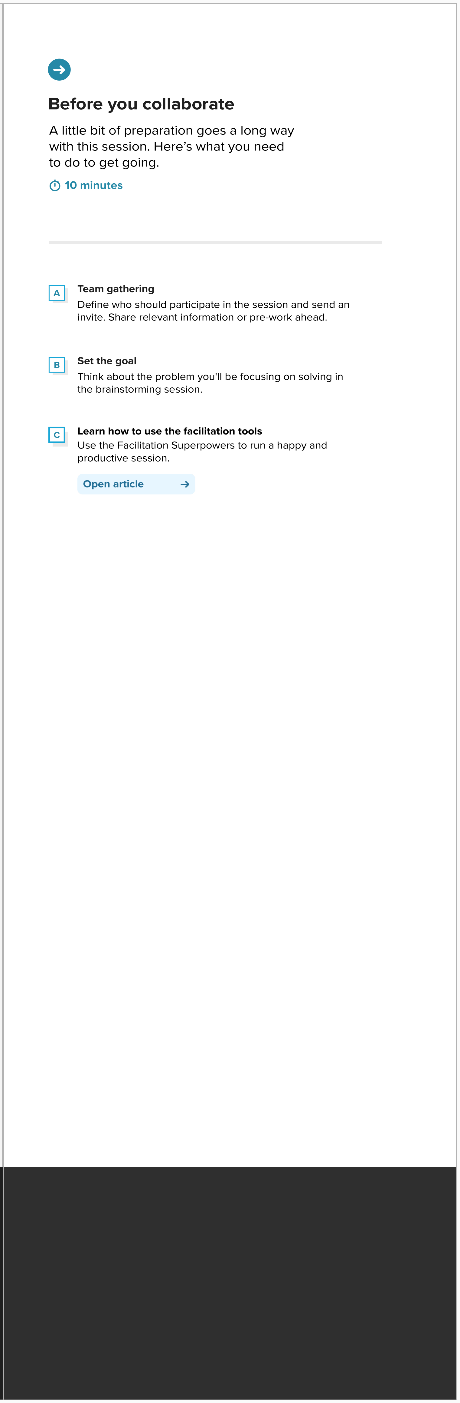 Before you collaborate
A little bit of preparation goes a long way
with this session. Here’s what you need
to do to get going.
10 minutes
A
Team gathering
Define who should participate in the session and send an
invite. Share relevant information or pre-work ahead.
B
Set the goal
Think about the problem you'll be focusing on solving in
the brainstorming session.
C
Learn how to use the facilitation tools
Use the Facilitation Superpowers to run a happy and
productive session.
Open article